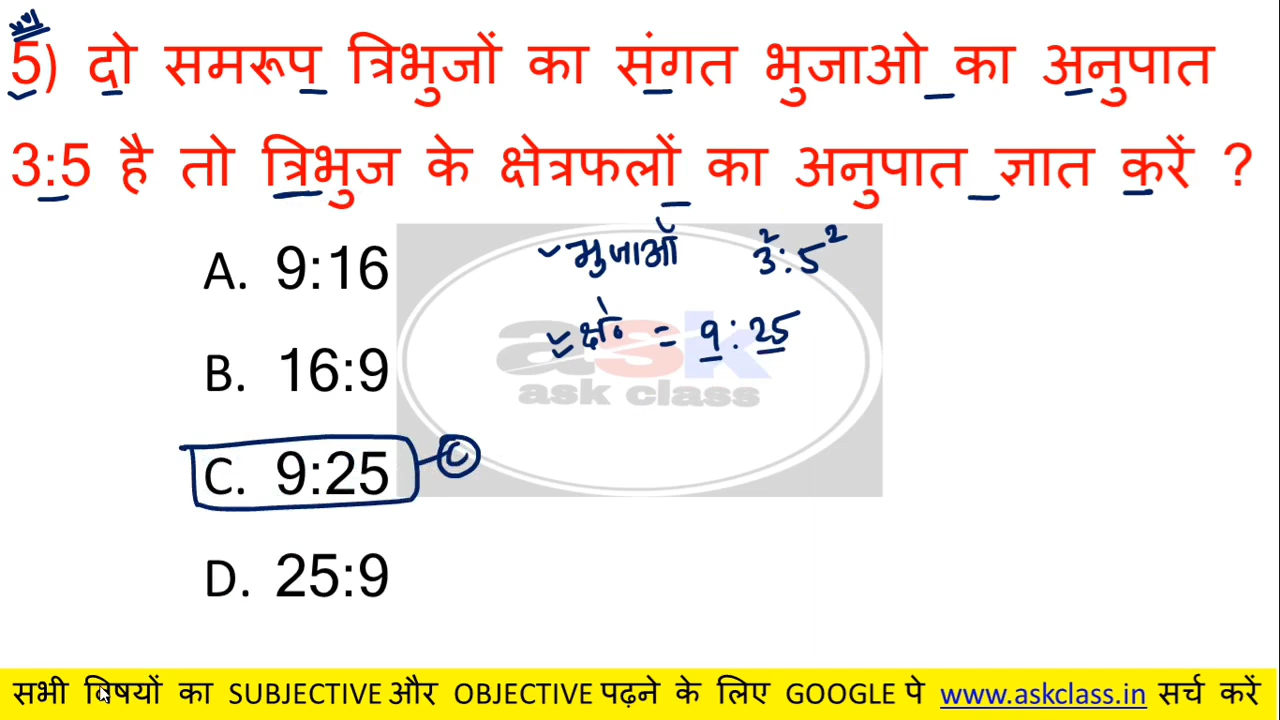 5) दो समरूप त्रिभुजों का संगत भुजाओ का अनुपात
3:5 है तो त्रिभुज के क्षेत्रफलों का अनुपात ज्ञात करें ?
A. 9:16
भुजाओं 3²:5²
क्षे० = 9:25
ask
ask class
B. 16:9
C. 9:25 C
D. 25:9
सभी विषयों का SUBJECTIVE और OBJECTIVE पढ़ने के लिए GOOGLE पे www.askclass.in सर्च करें